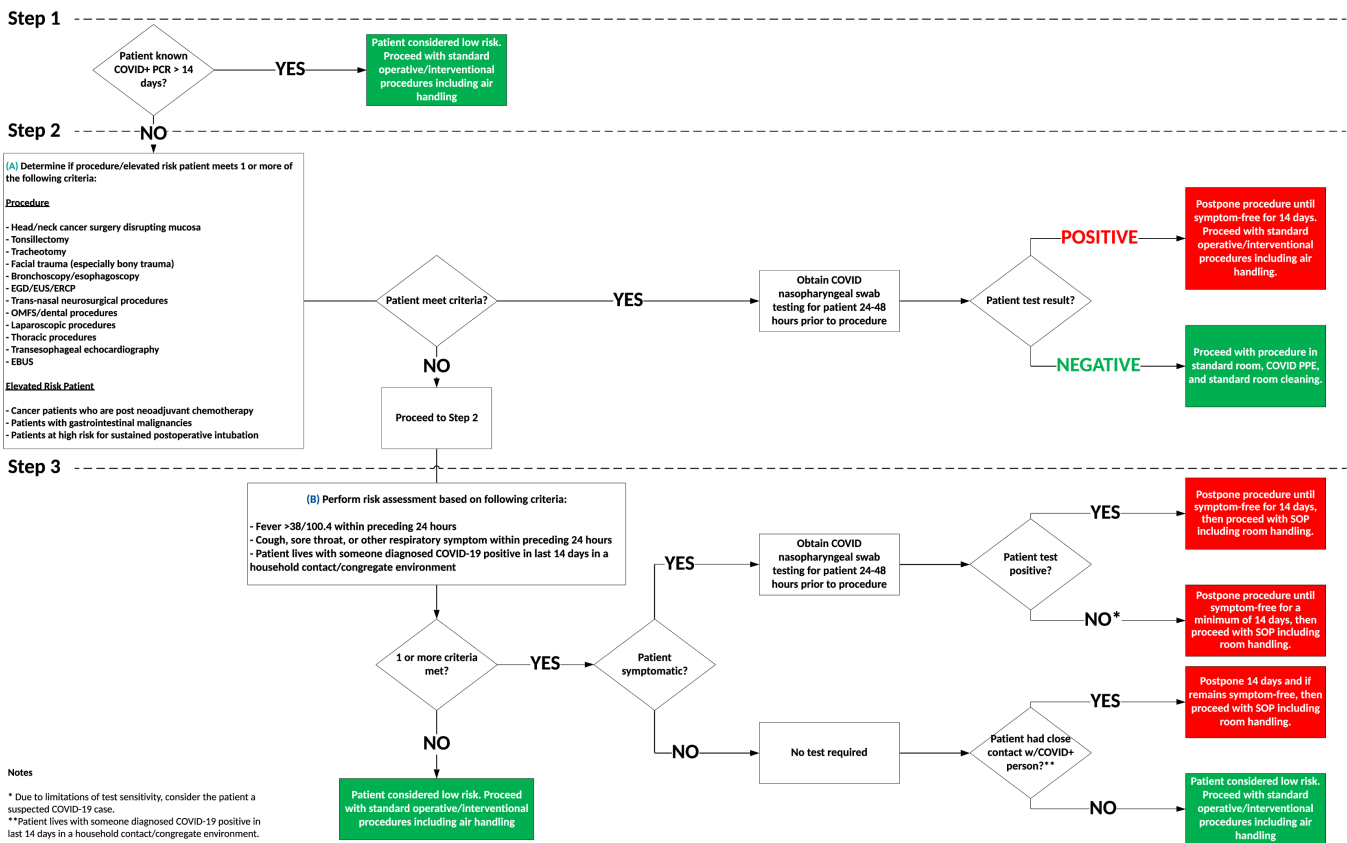 Step 1
Patient known
COVID+ PCR > 14
days?
YES
Patient considered low risk.
Proceed with standard
operative/interventional
procedures including air
handling
NO
Step 2
(A) Determine if procedure/elevated risk patient meets 1 or more of
the following criteria:
Procedure
- Head/neck cancer surgery disrupting mucosa
- Tonsillectomy
- Tracheotomy
- Facial trauma (especially bony trauma)
- Bronchoscopy/esophagoscopy
- EGD/EUS/ERCP
- Trans-nasal neurosurgical procedures
- OMFS/dental procedures
- Laparoscopic procedures
- Thoracic procedures
- Transesophageal echocardiography
- EBUS
Elevated Risk Patient
- Cancer patients who are post neoadjuvant chemotherapy
- Patients with gastrointestinal malignancies
- Patients at high risk for sustained postoperative intubation
Patient meet criteria?
YES
Obtain COVID
nasopharyngeal swab
testing for patient 24-48
hours prior to procedure
Patient test result?
POSITIVE
Postpone procedure until
symptom-free for 14 days.
Proceed with standard
operative/interventional
procedures including air
handling.
NEGATIVE
Proceed with procedure in
standard room, COVID PPE,
and standard room cleaning.
NO
Proceed to Step 2
Step 3
(B) Perform risk assessment based on following criteria:
- Fever >38/100.4 within preceding 24 hours
- Cough, sore throat, or other respiratory symptom within preceding 24 hours
- Patient lives with someone diagnosed COVID-19 positive in last 14 days in a
household contact/congregate environment
1 or more criteria
met?
YES
Patient
symptomatic?
YES
Obtain COVID
nasopharyngeal swab
testing for patient 24-48
hours prior to procedure
Patient test
positive?
YES
Postpone procedure until
symptom-free for 14 days,
then proceed with SOP
including room handling.
NO*
Postpone procedure until
symptom-free for a
minimum of 14 days, then
proceed with SOP including
room handling.
NO
No test required
Patient had close
contact w/COVID+
person?**
YES
Postpone 14 days and if
remains symptom-free, then
proceed with SOP including
room handling.
NO
Patient considered low risk.
Proceed with standard
operative/interventional
procedures including air
handling
NO
Patient considered low risk. Proceed
with standard operative/interventional
procedures including air handling
Notes
* Due to limitations of test sensitivity, consider the patient a
suspected COVID-19 case.
**Patient lives with someone diagnosed COVID-19 positive in
last 14 days in a household contact/congregate environment.